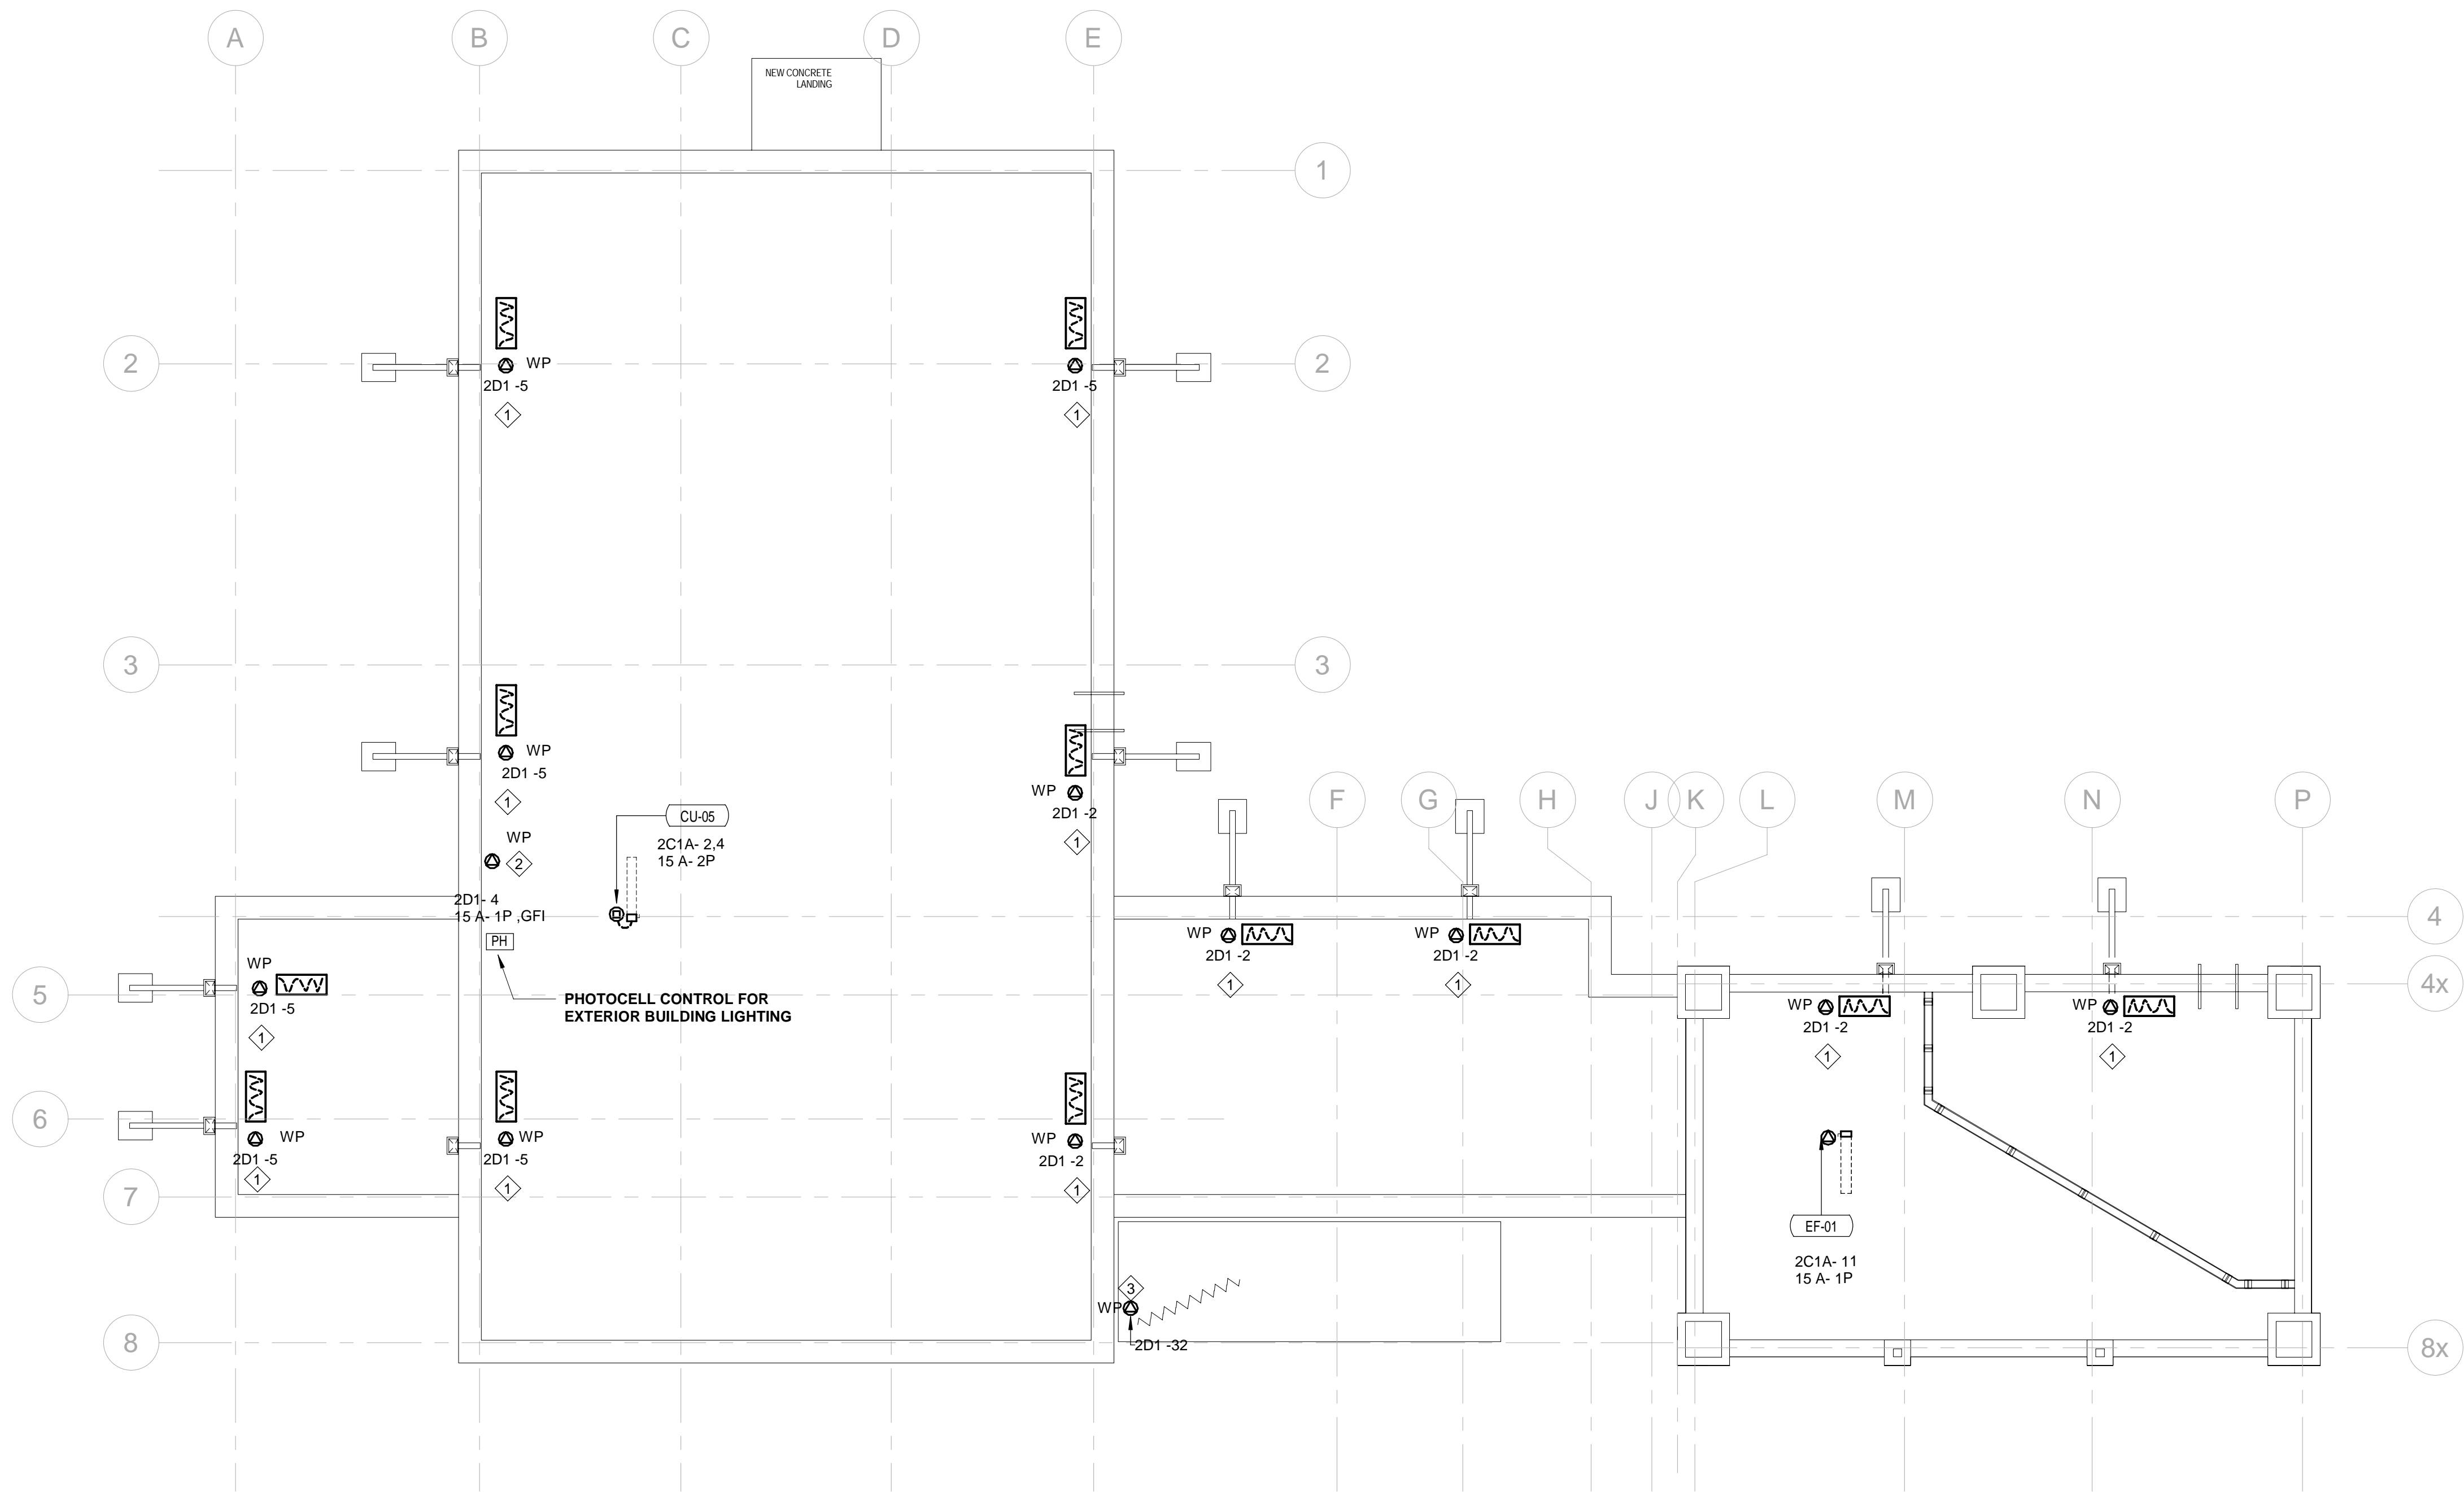 A
B
C
D
E
NEW CONCRETE
LANDING
1
2
WP
2D1 -5
1
2D1 -5
1
2
3
3
WP
2D1 -5
1
WP
2D1 -2
1
CU-05
2C1A- 2,4
15 A- 2P
WP
2
2D1- 4
15 A- 1P ,GFI
PH
PHOTOCELL CONTROL FOR
EXTERIOR BUILDING LIGHTING
F
G
H
J
K
L
M
N
P
4
WP
2D1 -2
1
WP
2D1 -2
1
5
WP
2D1 -5
1
4x
WP
2D1 -2
1
WP
2D1 -2
1
6
WP
2D1 -5
1
WP
2D1 -5
1
WP
2D1 -2
1
7
EF-01
2C1A- 11
15 A- 1P
3
WP
2D1 -32
8
8x